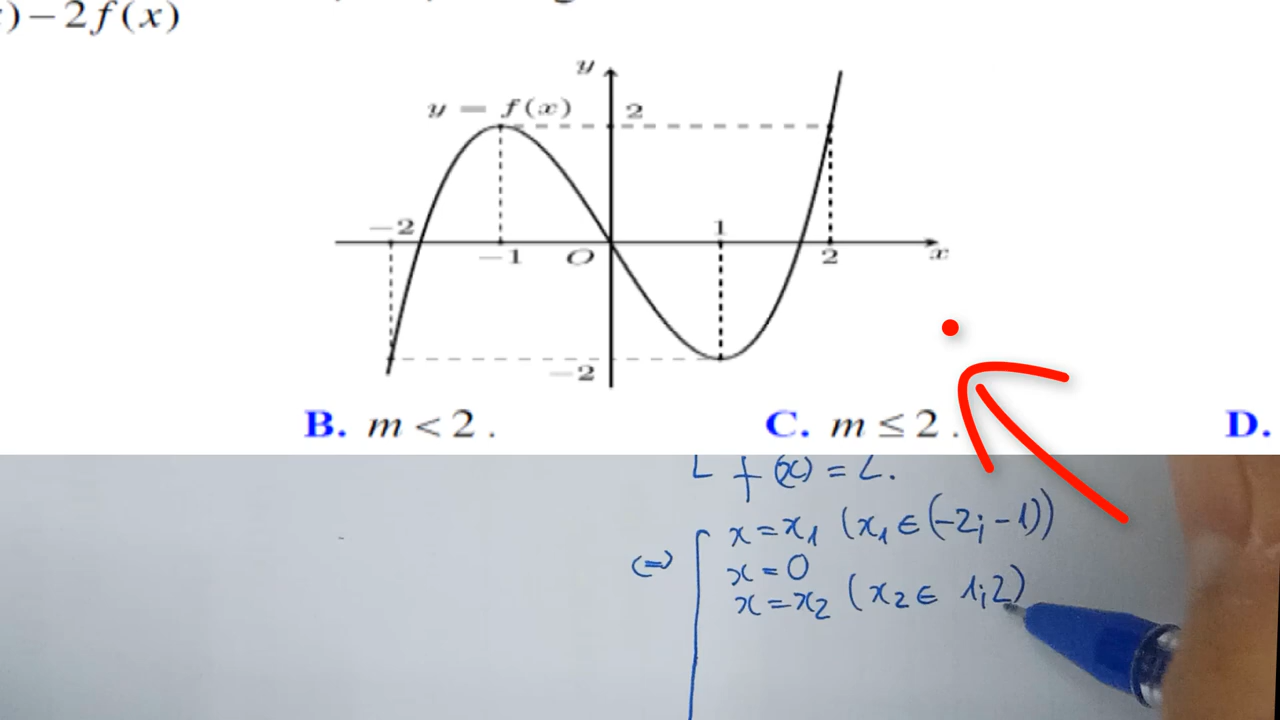 ) − 2f(x)
y
y = f(x)
2
−2
1
−1
O
2
x
−2
B. m < 2 .
C. m ≤ 2 .
D.
f(x) = 2.
x = x₁ (x₁ ∈ (−2; −1))
⇔
x = 0
x = x₂ (x₂ ∈ 1;2)